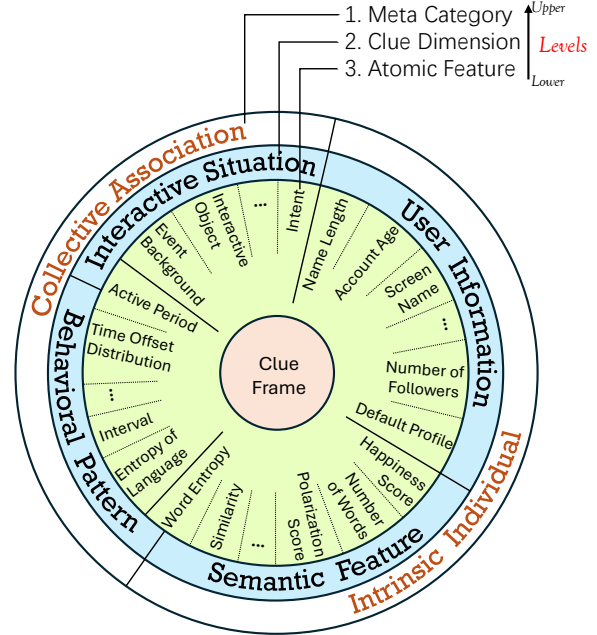 1. Meta Category
2. Clue Dimension
3. Atomic Feature
Upper
Levels
Lower
Collective Association
Interactive Situation
Event
Background
Interactive
Object
...
Intent
User Information
Name Length
Account Age
Screen
Name
...
Number of
Followers
Default Profile
Intrinsic Individual
Semantic Feature
Happiness
Score
Number
of Words
Polarization
Score
...
Similarity
Word Entropy
Behavioral Pattern
Entropy of
Language
Interval
...
Time Offset
Distribution
Active Period
Clue
Frame